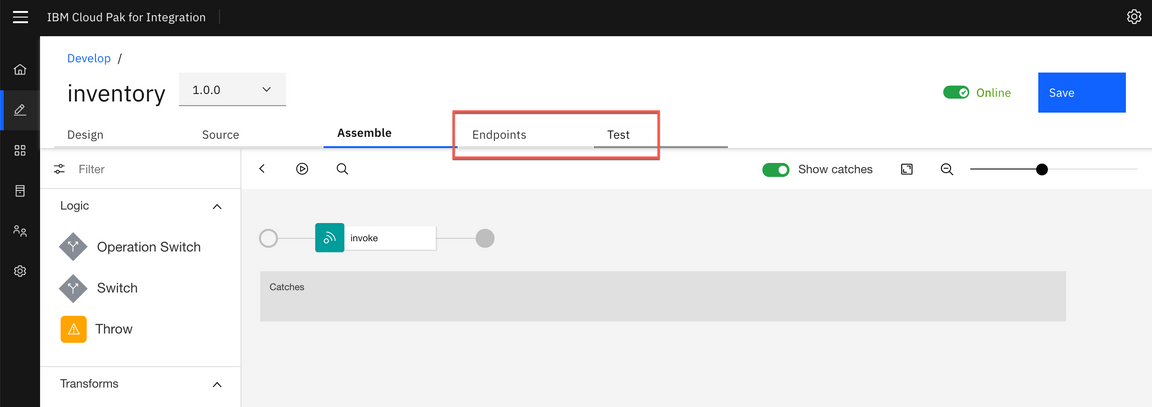 IBM Cloud Pak for Integration
Develop /
inventory 1.0.0
Online Save
Design Source Assemble Endpoints Test
Filter
Show catches
Logic
invoke
Operation Switch
Catches
Switch
Throw
Transforms